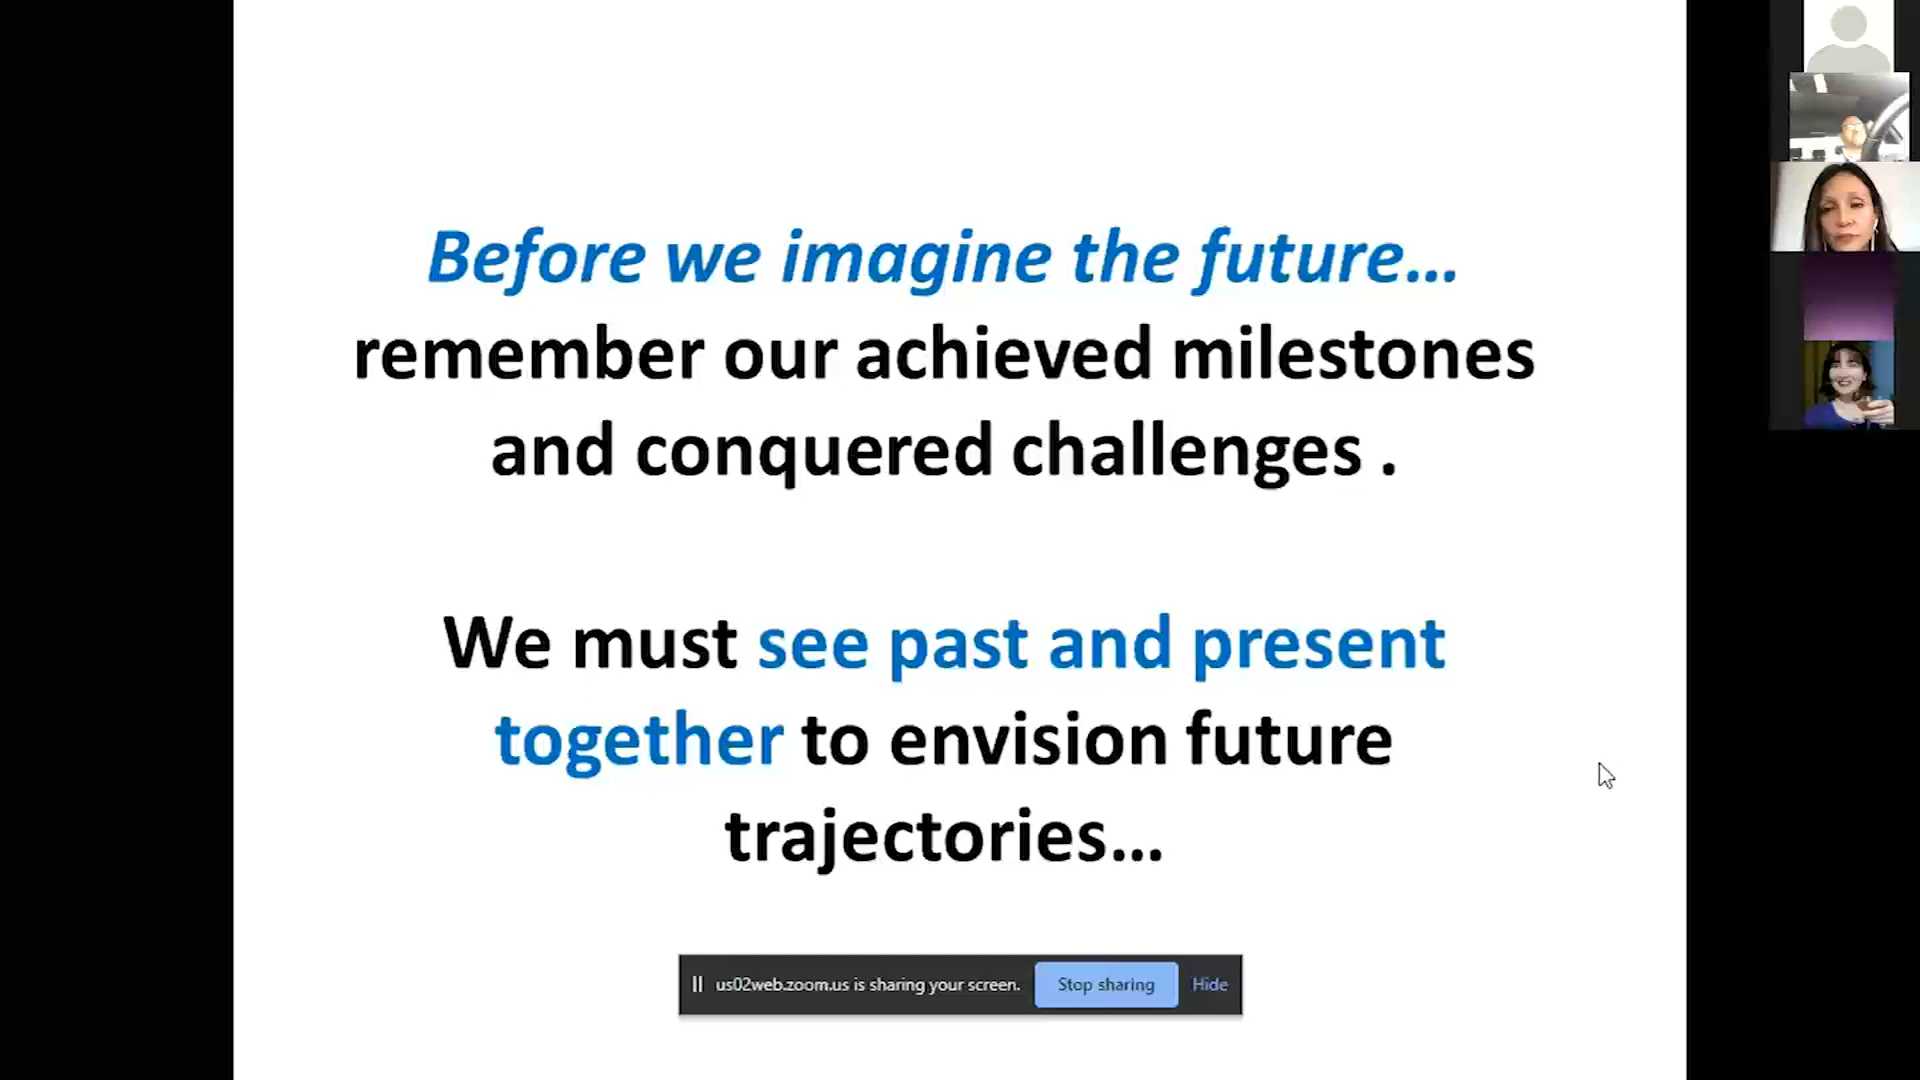 Before we imagine the future...
remember our achieved milestones
and conquered challenges .
We must see past and present
together to envision future
trajectories...
us02web.zoom.us is sharing your screen. Stop sharing Hide